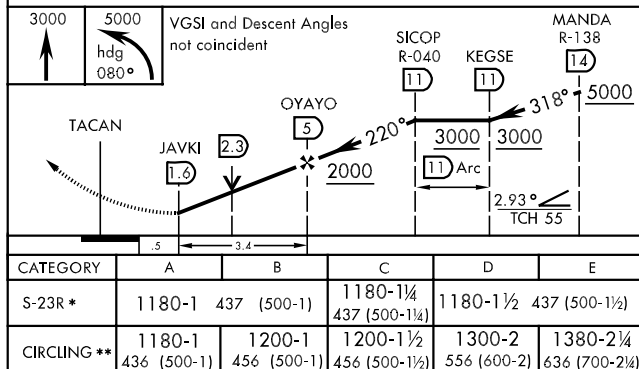 3000
5000
hdg
080°
VGSI and Descent Angles
not coincident
MANDA
R-138
14
SICOP
R-040
11
KEGSE
11
318°
5000
OYAYO
5
220°
3000
3000
TACAN
JAVKI
1.6
2.3
2000
11 Arc
2.93°
TCH 55
.5
3.4
CATEGORY A B C D E
S-23R * 1180-1 437 (500-1) 1180-1¼ 437 (500-1¼) 1180-1½ 437 (500-1½)
CIRCLING ** 1180-1 436 (500-1) 1200-1 456 (500-1) 1200-1½ 456 (500-1½) 1300-2 556 (600-2) 1380-2¼ 636 (700-2¼)